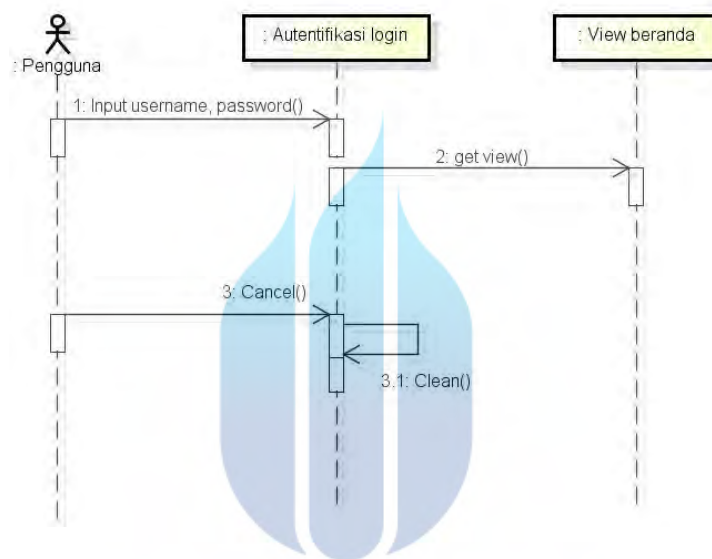 : Pengguna
: Autentifikasi login
: View beranda
1: Input username, password()
2: get view()
3: Cancel()
3.1: Clean()